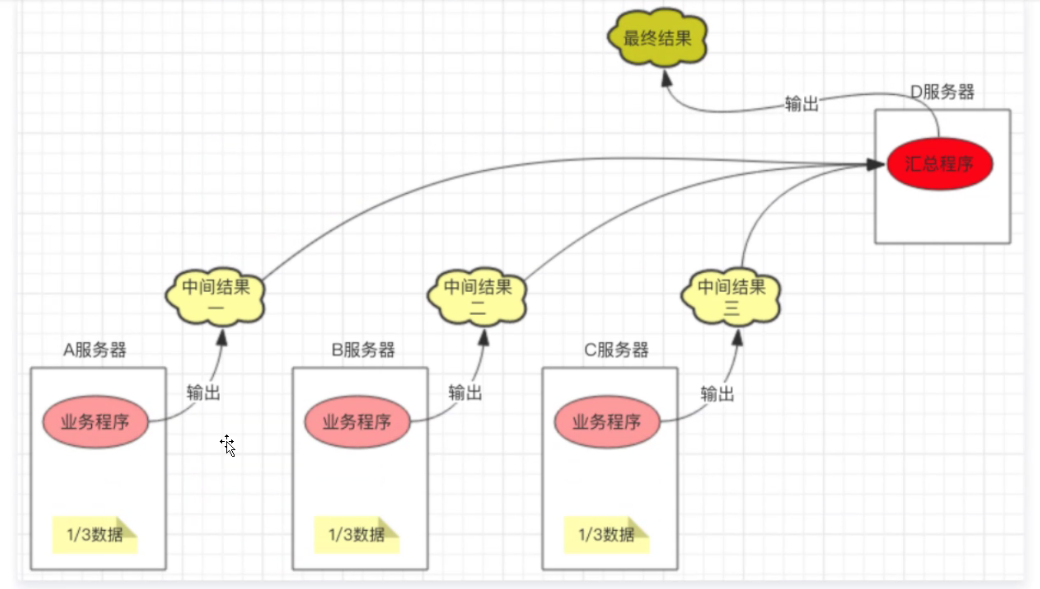 最终结果
输出
D服务器
汇总程序
中间结果
一
中间结果
二
中间结果
三
A服务器
B服务器
C服务器
输出
输出
输出
业务程序
业务程序
业务程序
1/3数据
1/3数据
1/3数据